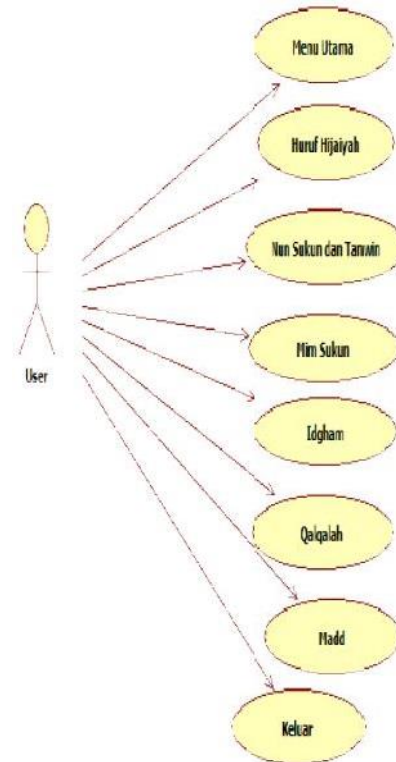 Menu Utama
Huruf Hijaiyah
Nun Sukun dan Tanwin
Mim Sukun
User
Idgham
Qalqalah
Madd
Keluar